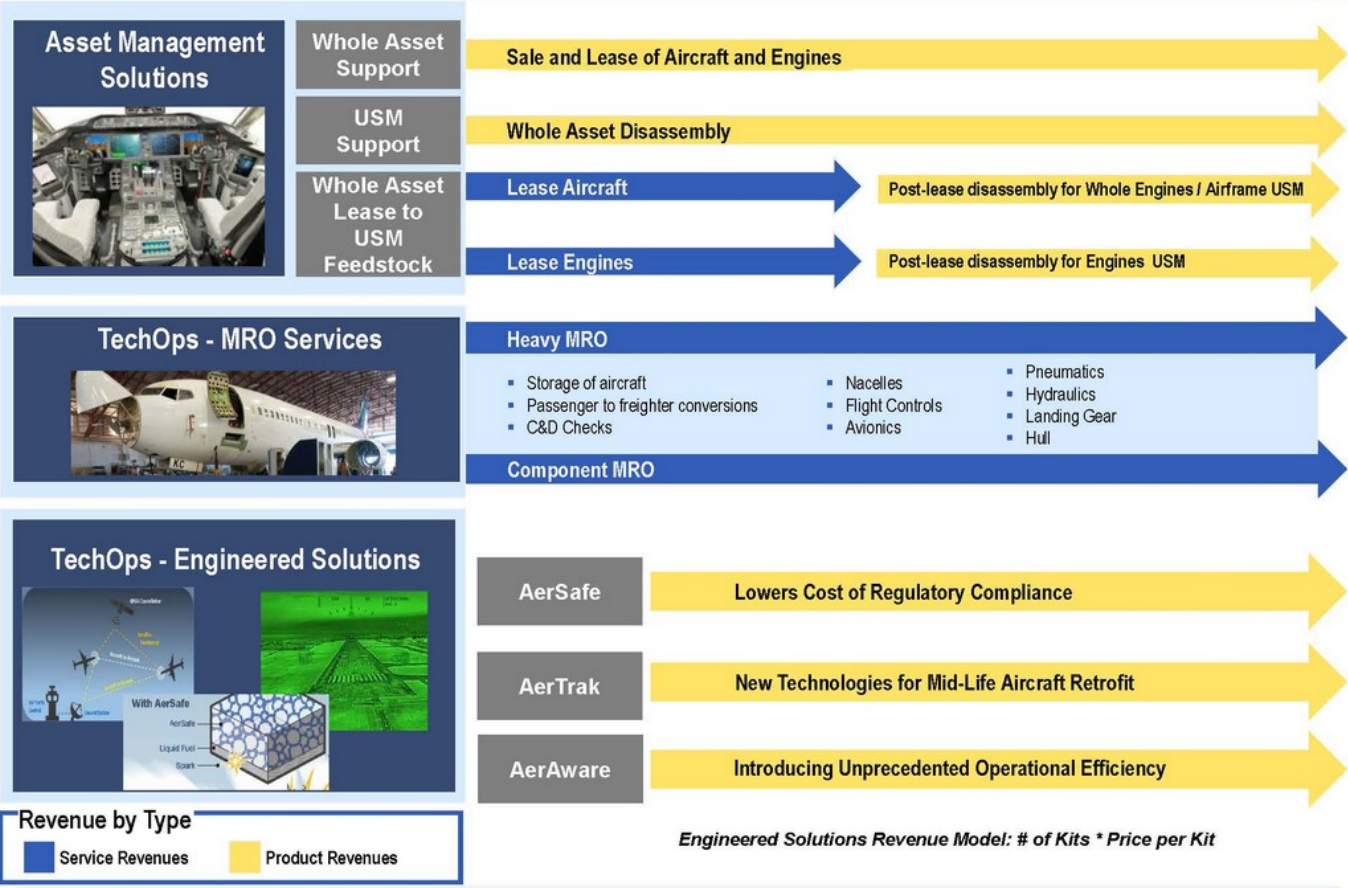 Asset Management
Solutions
Whole Asset
Support
Sale and Lease of Aircraft and Engines
USM
Support
Whole Asset Disassembly
Whole Asset
Lease to
USM
Feedstock
Lease Aircraft
Post-lease disassembly for Whole Engines / Airframe USM
Lease Engines
Post-lease disassembly for Engines USM
TechOps - MRO Services
KC
Heavy MRO
▪ Storage of aircraft
▪ Passenger to freighter conversions
▪ C&D Checks
▪ Nacelles
▪ Flight Controls
▪ Avionics
▪ Pneumatics
▪ Hydraulics
▪ Landing Gear
▪ Hull
Component MRO
TechOps - Engineered Solutions
With AerSafe
AerSafe
Liquid Fuel
Spark
AerSafe
Lowers Cost of Regulatory Compliance
AerTrak
New Technologies for Mid-Life Aircraft Retrofit
AerAware
Introducing Unprecedented Operational Efficiency
Revenue by Type
Service Revenues
Product Revenues
Engineered Solutions Revenue Model: # of Kits * Price per Kit